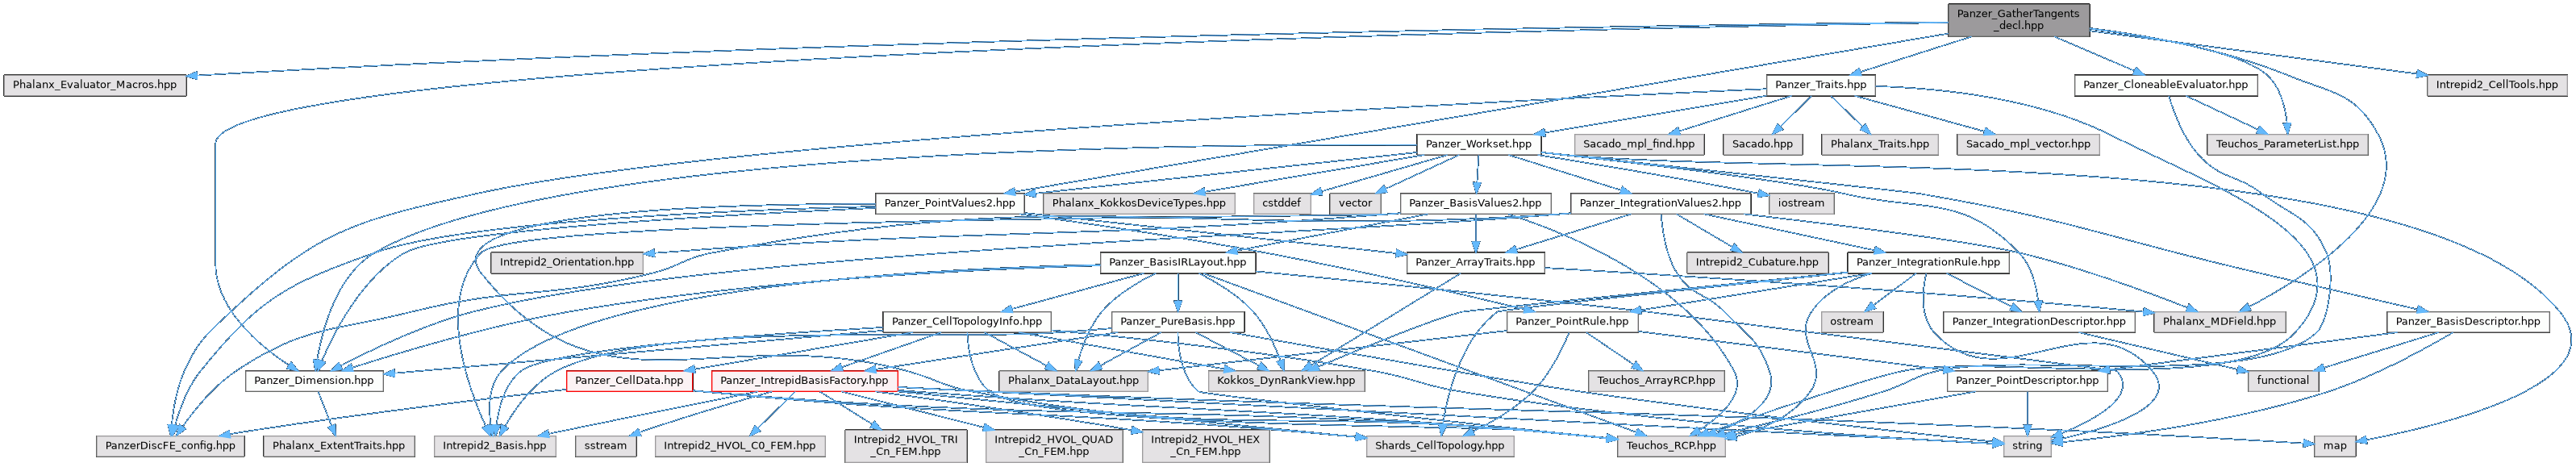 Panzer_GatherTangents
_decl.hpp
Phalanx_Evaluator_Macros.hpp
Panzer_Traits.hpp
Panzer_CloneableEvaluator.hpp
Intrepid2_CellTools.hpp
Panzer_Workset.hpp
Sacado_mpl_find.hpp
Sacado.hpp
Phalanx_Traits.hpp
Sacado_mpl_vector.hpp
Teuchos_ParameterList.hpp
Panzer_PointValues2.hpp
Phalanx_KokkosDeviceTypes.hpp
cstddef
vector
Panzer_BasisValues2.hpp
Panzer_IntegrationValues2.hpp
iostream
Intrepid2_Orientation.hpp
Panzer_BasisIRLayout.hpp
Panzer_ArrayTraits.hpp
Intrepid2_Cubature.hpp
Panzer_IntegrationRule.hpp
Panzer_CellTopologyInfo.hpp
Panzer_PureBasis.hpp
Panzer_PointRule.hpp
ostream
Panzer_IntegrationDescriptor.hpp
Phalanx_MDField.hpp
Panzer_BasisDescriptor.hpp
Panzer_Dimension.hpp
Panzer_CellData.hpp
Panzer_IntrepidBasisFactory.hpp
Phalanx_DataLayout.hpp
Kokkos_DynRankView.hpp
Teuchos_ArrayRCP.hpp
Panzer_PointDescriptor.hpp
functional
PanzerDiscFE_config.hpp
Phalanx_ExtentTraits.hpp
Intrepid2_Basis.hpp
sstream
Intrepid2_HVOL_C0_FEM.hpp
Intrepid2_HVOL_TRI
_Cn_FEM.hpp
Intrepid2_HVOL_QUAD
_Cn_FEM.hpp
Intrepid2_HVOL_HEX
_Cn_FEM.hpp
Shards_CellTopology.hpp
Teuchos_RCP.hpp
string
map